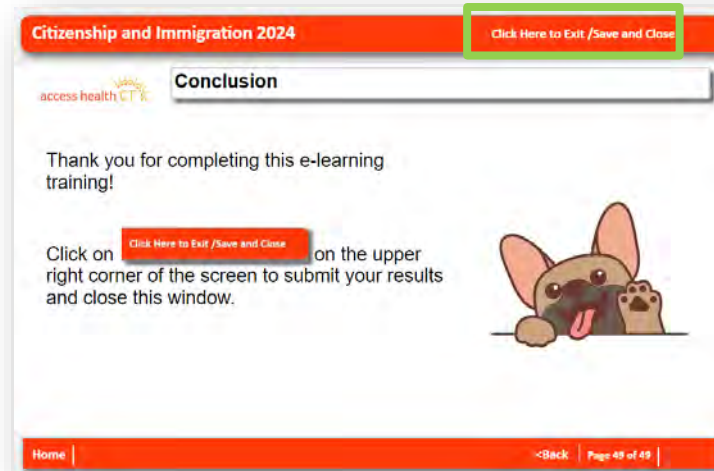 Citizenship and Immigration 2024
Click Here to Exit /Save and Close
access health CT
Conclusion
Thank you for completing this e-learning
training!
Click on Click Here to Exit /Save and Close on the upper
right corner of the screen to submit your results
and close this window.
Home
<Back
Page 49 of 49